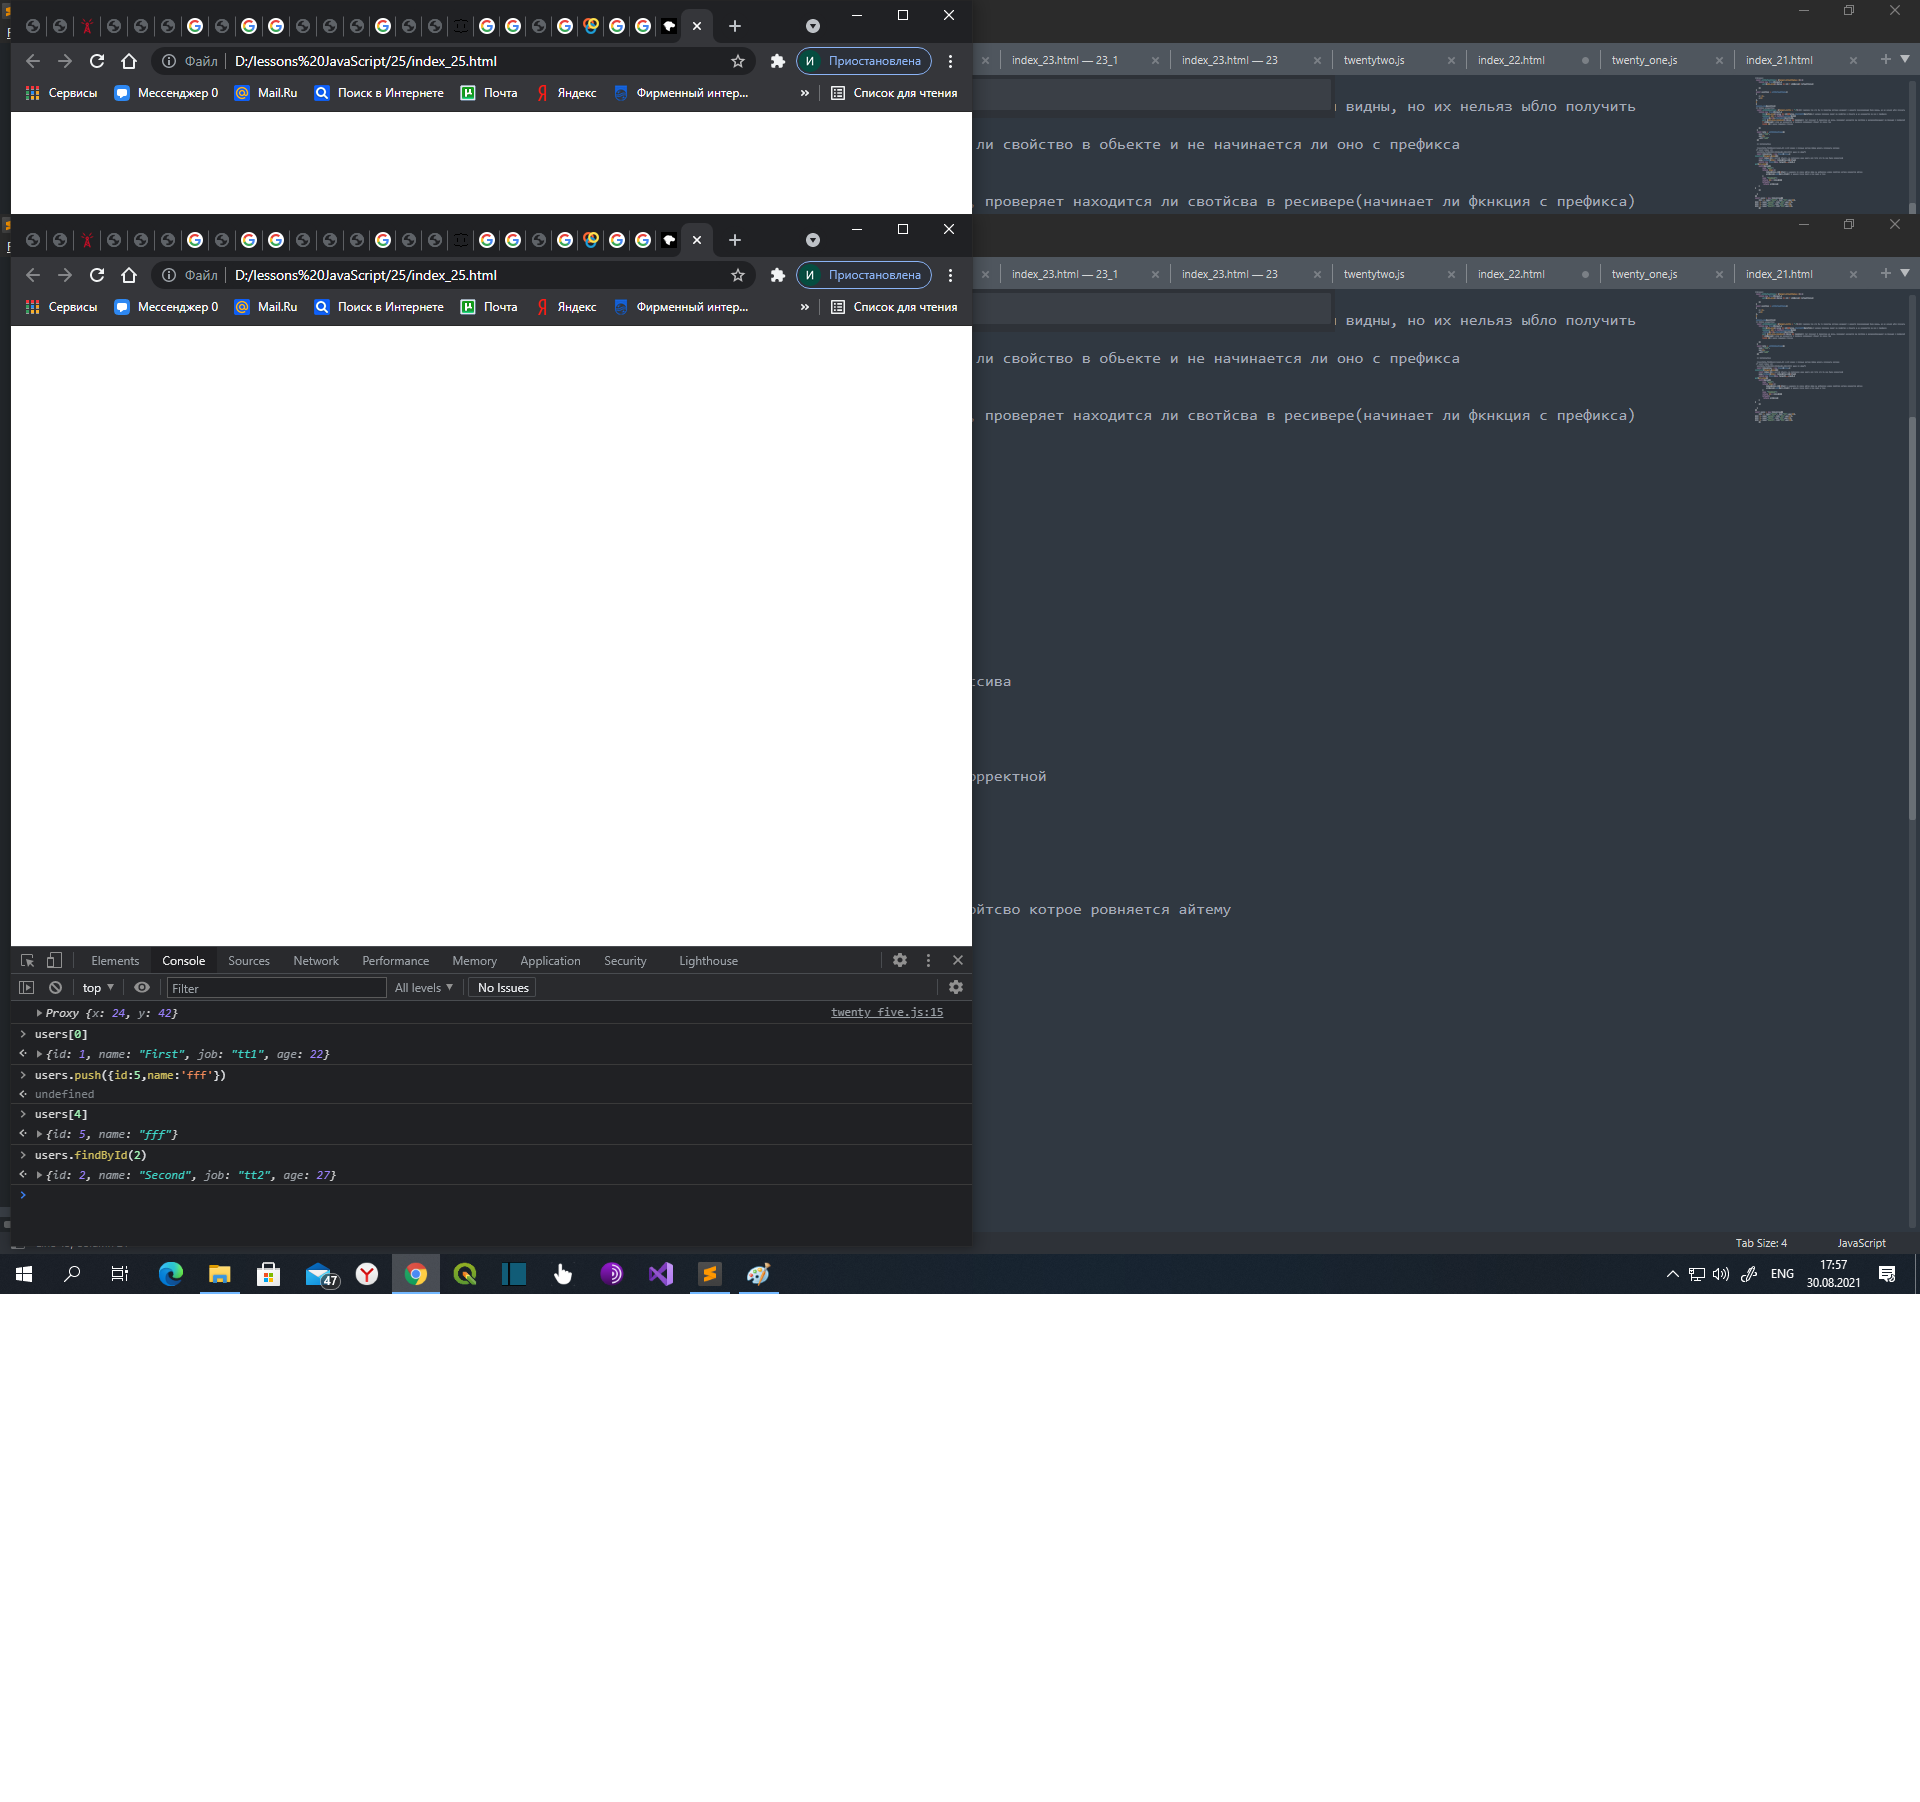 Файл D:/lessons%20JavaScript/25/index_25.html Приостановлена
Сервисы Мессенджер 0 Mail.Ru Поиск в Интернете Почта Яндекс Фирменный интер... » Список для чтения
index_23.html — 23_1 index_23.html — 23 twentytwo.js index_22.html twenty_one.js index_21.html
видны, но их нельяз ыбло получить
ли свойство в обьекте и не начинается ли оно с префикса
, проверяет находится ли свотйсва в ресивере(начинает ли фкнкция с префикса)
Файл D:/lessons%20JavaScript/25/index_25.html Приостановлена
Сервисы Мессенджер 0 Mail.Ru Поиск в Интернете Почта Яндекс Фирменный интер... » Список для чтения
index_23.html — 23_1 index_23.html — 23 twentytwo.js index_22.html twenty_one.js index_21.html
видны, но их нельяз ыбло получить
ли свойство в обьекте и не начинается ли оно с префикса
, проверяет находится ли свотйсва в ресивере(начинает ли фкнкция с префикса)
ссива
орректной
ойтсво котрое ровняется айтему
Elements Console Sources Network Performance Memory Application Security Lighthouse
top Filter All levels No Issues
Proxy {x: 24, y: 42} twenty_five.js:15
users[0]
{id: 1, name: "First", job: "tt1", age: 22}
users.push({id:5,name:'fff'})
undefined
users[4]
{id: 5, name: "fff"}
users.findById(2)
{id: 2, name: "Second", job: "tt2", age: 27}
Tab Size: 4 JavaScript
47 ENG 17:57
30.08.2021